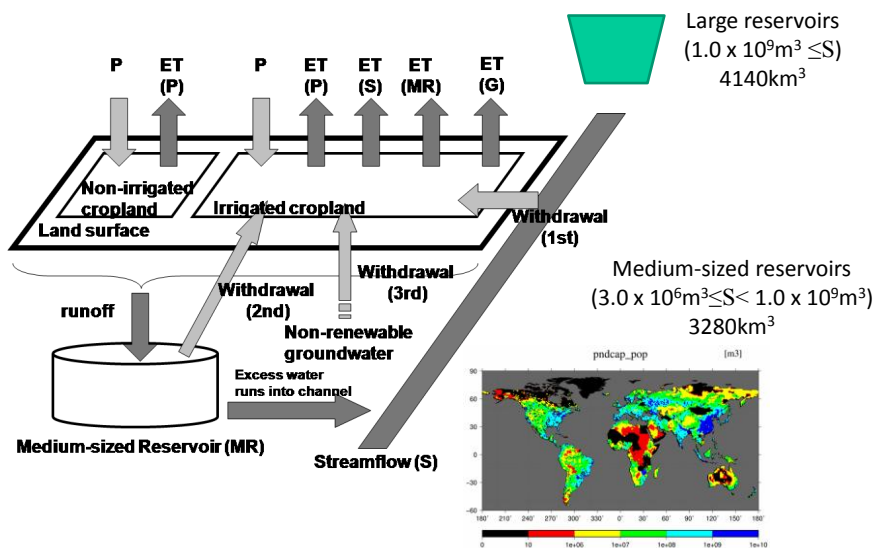 Large reservoirs
(1.0 x 10⁹m³ ≤S)
4140km³
P
ET
(P)
P
ET
(P)
ET
(S)
ET
(MR)
ET
(G)
Non-irrigated
cropland
Irrigated cropland
Land surface
Withdrawal
(1st)
runoff
Withdrawal
(2nd)
Withdrawal
(3rd)
Non-renewable
groundwater
Medium-sized reservoirs
(3.0 x 10⁶m³≤S< 1.0 x 10⁹m³)
3280km³
Excess water
runs into channel
Medium-sized Reservoir (MR)
Streamflow (S)
pndcap_pop [m3]
90
60
30
0
-30
-60
180˚ 210˚ 240˚ 270˚ 300˚ 330˚ 0˚ 30˚ 60˚ 90˚ 120˚ 150˚ 180˚
0 10 1e+06 1e+07 1e+08 1e+09 1e+10